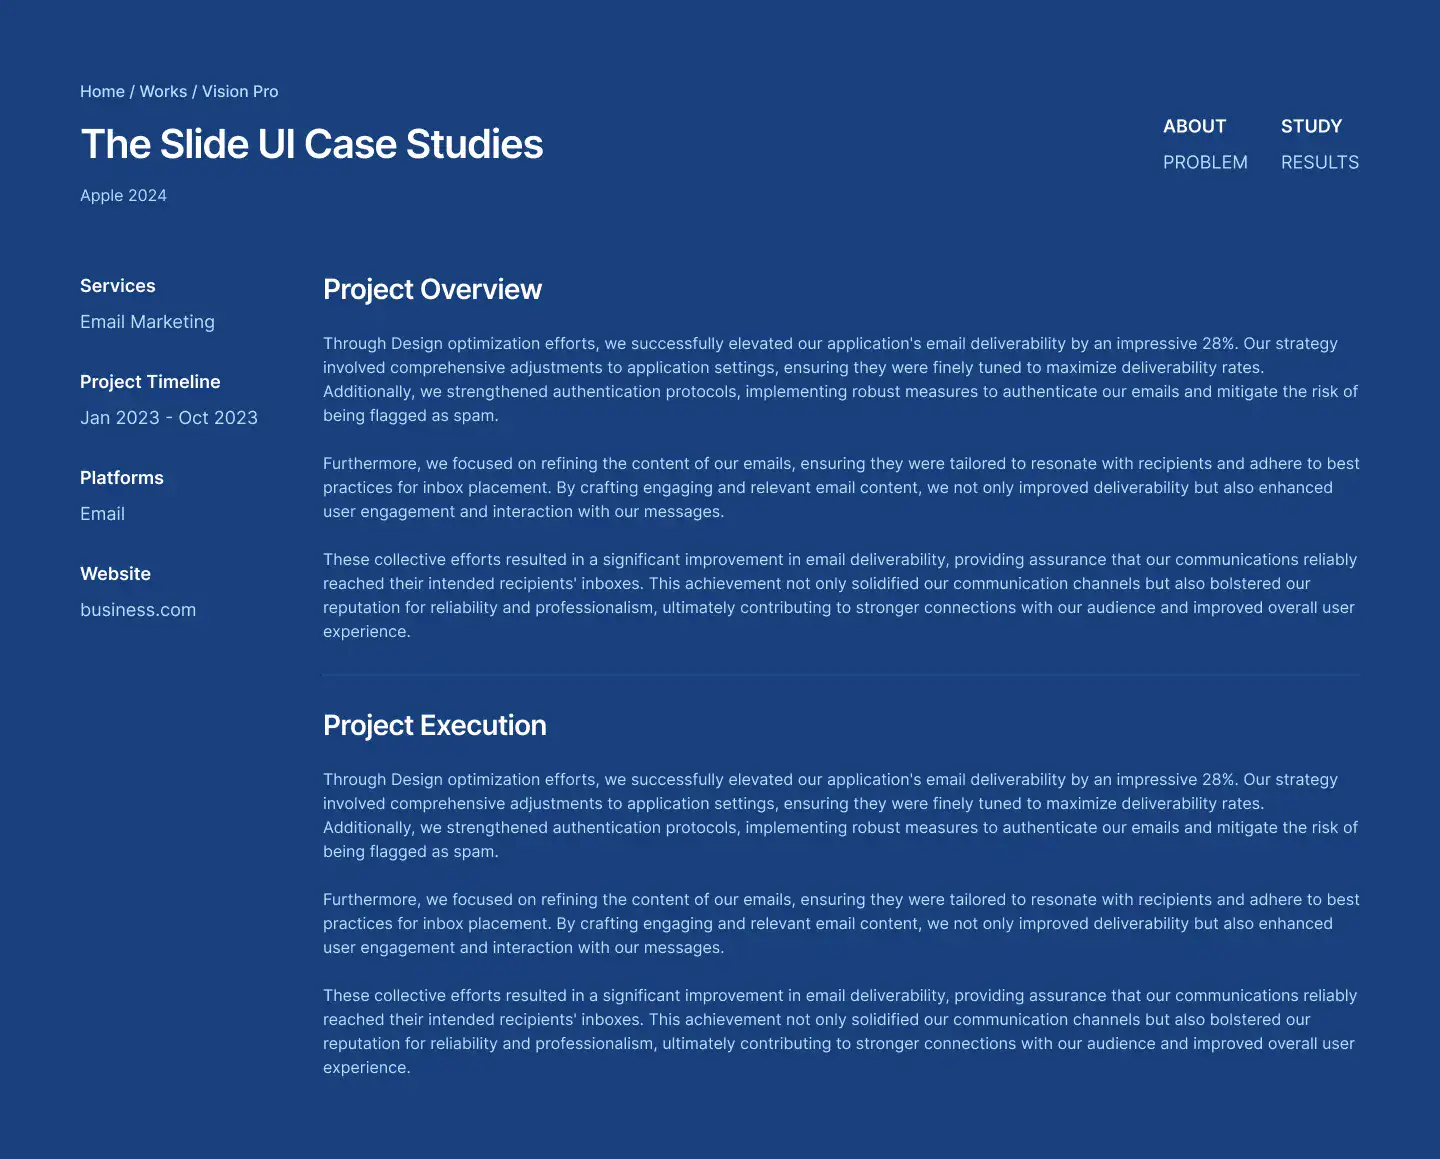 Home / Works / Vision Pro
The Slide UI Case Studies
Apple 2024
ABOUT
PROBLEM
STUDY
RESULTS
Services
Email Marketing
Project Timeline
Jan 2023 - Oct 2023
Platforms
Email
Website
business.com
Project Overview
Through Design optimization efforts, we successfully elevated our application's email deliverability by an impressive 28%. Our strategy
involved comprehensive adjustments to application settings, ensuring they were finely tuned to maximize deliverability rates.
Additionally, we strengthened authentication protocols, implementing robust measures to authenticate our emails and mitigate the risk of
being flagged as spam.
Furthermore, we focused on refining the content of our emails, ensuring they were tailored to resonate with recipients and adhere to best
practices for inbox placement. By crafting engaging and relevant email content, we not only improved deliverability but also enhanced
user engagement and interaction with our messages.
These collective efforts resulted in a significant improvement in email deliverability, providing assurance that our communications reliably
reached their intended recipients' inboxes. This achievement not only solidified our communication channels but also bolstered our
reputation for reliability and professionalism, ultimately contributing to stronger connections with our audience and improved overall user
experience.
Project Execution
Through Design optimization efforts, we successfully elevated our application's email deliverability by an impressive 28%. Our strategy
involved comprehensive adjustments to application settings, ensuring they were finely tuned to maximize deliverability rates.
Additionally, we strengthened authentication protocols, implementing robust measures to authenticate our emails and mitigate the risk of
being flagged as spam.
Furthermore, we focused on refining the content of our emails, ensuring they were tailored to resonate with recipients and adhere to best
practices for inbox placement. By crafting engaging and relevant email content, we not only improved deliverability but also enhanced
user engagement and interaction with our messages.
These collective efforts resulted in a significant improvement in email deliverability, providing assurance that our communications reliably
reached their intended recipients' inboxes. This achievement not only solidified our communication channels but also bolstered our
reputation for reliability and professionalism, ultimately contributing to stronger connections with our audience and improved overall user
experience.